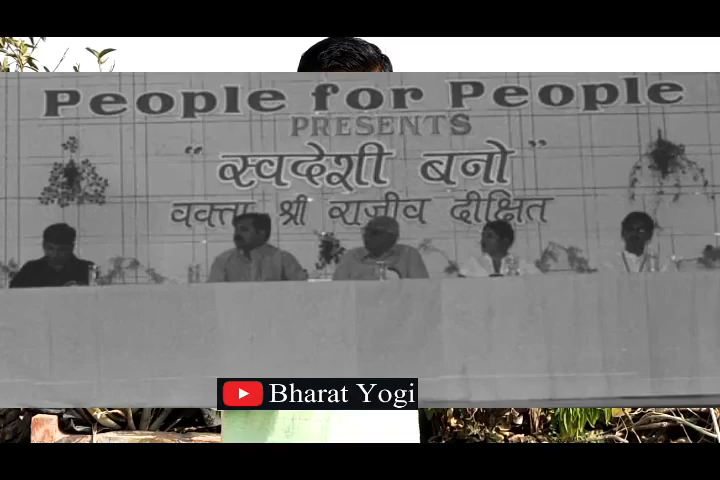 People for People
PRESENTS
"स्वदेशी बनो"
वक्ता श्री राजीव दीक्षित
Bharat Yogi